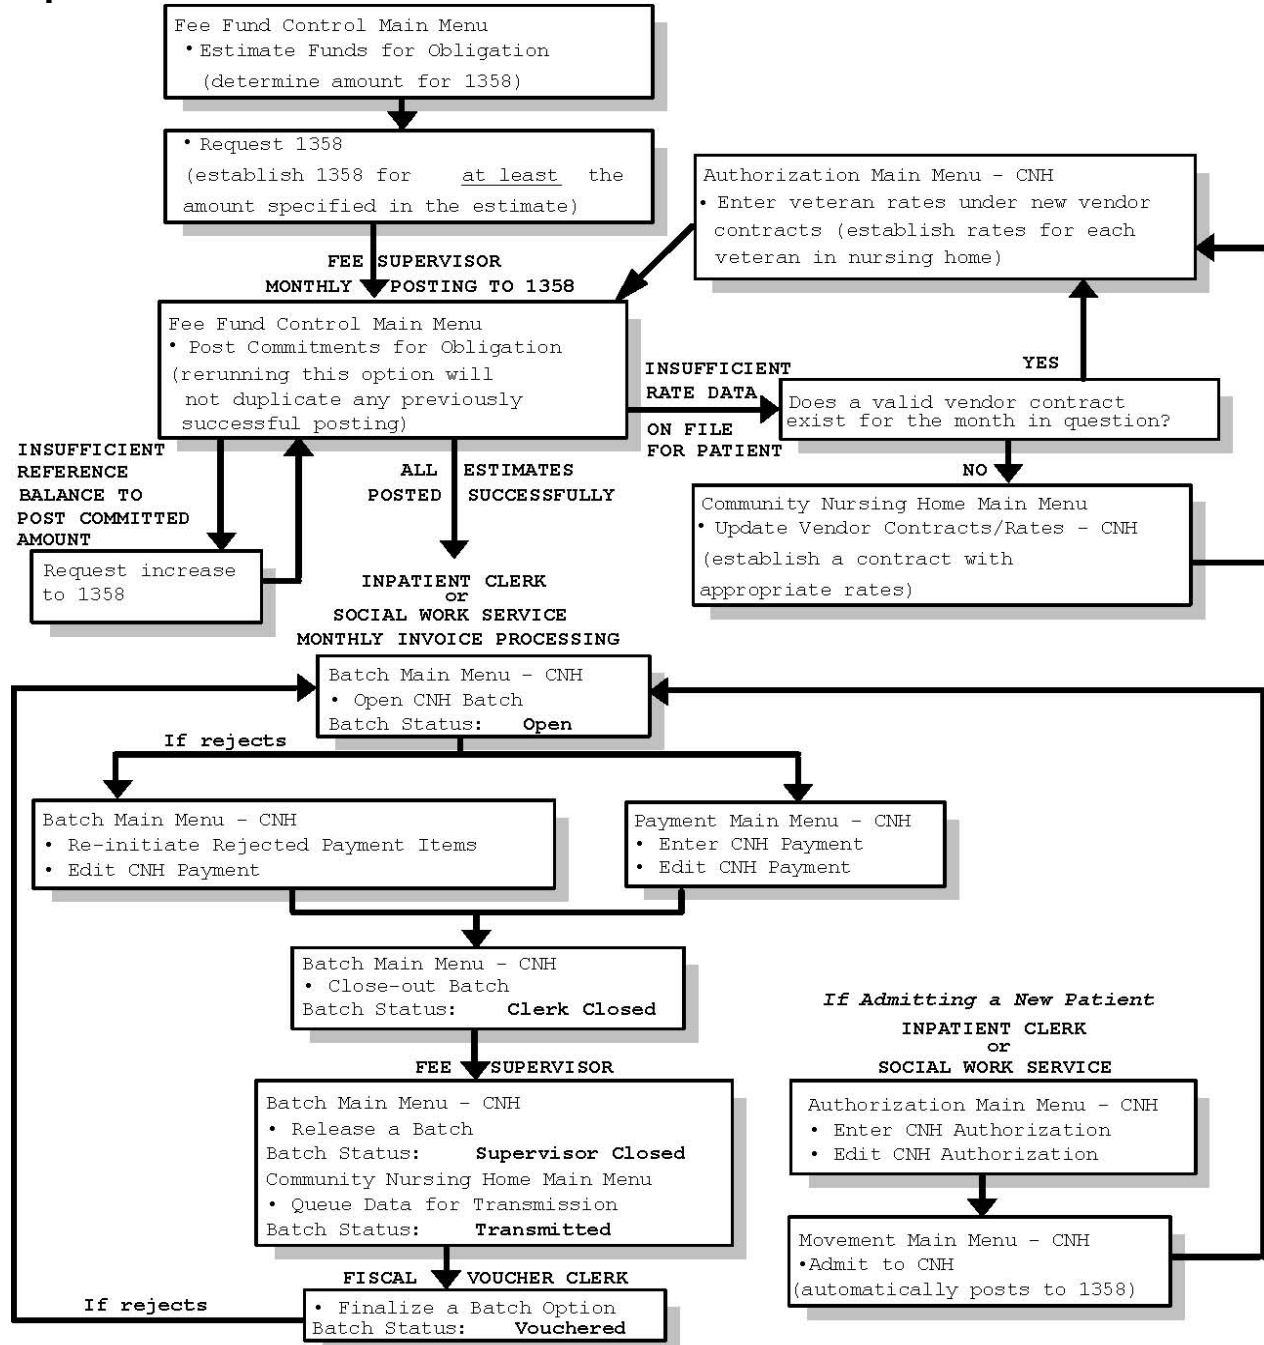 Fee Fund Control Main Menu
• Estimate Funds for Obligation
(determine amount for 1358)
• Request 1358
(establish 1358 for at least the
amount specified in the estimate)
FEE SUPERVISOR
MONTHLY POSTING TO 1358
Authorization Main Menu – CNH
• Enter veteran rates under new vendor
contracts (establish rates for each
veteran in nursing home)
Fee Fund Control Main Menu
• Post Commitments for Obligation
(rerunning this option will
not duplicate any previously
successful posting)
INSUFFICIENT
RATE DATA
ON FILE
FOR PATIENT
YES
Does a valid vendor contract
exist for the month in question?
NO
Community Nursing Home Main Menu
• Update Vendor Contracts/Rates – CNH
(establish a contract with
appropriate rates)
INSUFFICIENT
REFERENCE
BALANCE TO
POST COMMITTED
AMOUNT
Request increase
to 1358
ALL ESTIMATES
POSTED SUCCESSFULLY
INPATIENT CLERK
or
SOCIAL WORK SERVICE
MONTHLY INVOICE PROCESSING
Batch Main Menu – CNH
• Open CNH Batch
Batch Status: Open
If rejects
Batch Main Menu – CNH
• Re-initiate Rejected Payment Items
• Edit CNH Payment
Payment Main Menu – CNH
• Enter CNH Payment
• Edit CNH Payment
Batch Main Menu – CNH
• Close-out Batch
Batch Status: Clerk Closed
FEE SUPERVISOR
Batch Main Menu – CNH
• Release a Batch
Batch Status: Supervisor Closed
Community Nursing Home Main Menu
• Queue Data for Transmission
Batch Status: Transmitted
FISCAL VOUCHER CLERK
If rejects
• Finalize a Batch Option
Batch Status: Vouchered
If Admitting a New Patient
INPATIENT CLERK
or
SOCIAL WORK SERVICE
Authorization Main Menu – CNH
• Enter CNH Authorization
• Edit CNH Authorization
Movement Main Menu – CNH
•Admit to CNH
(automatically posts to 1358)